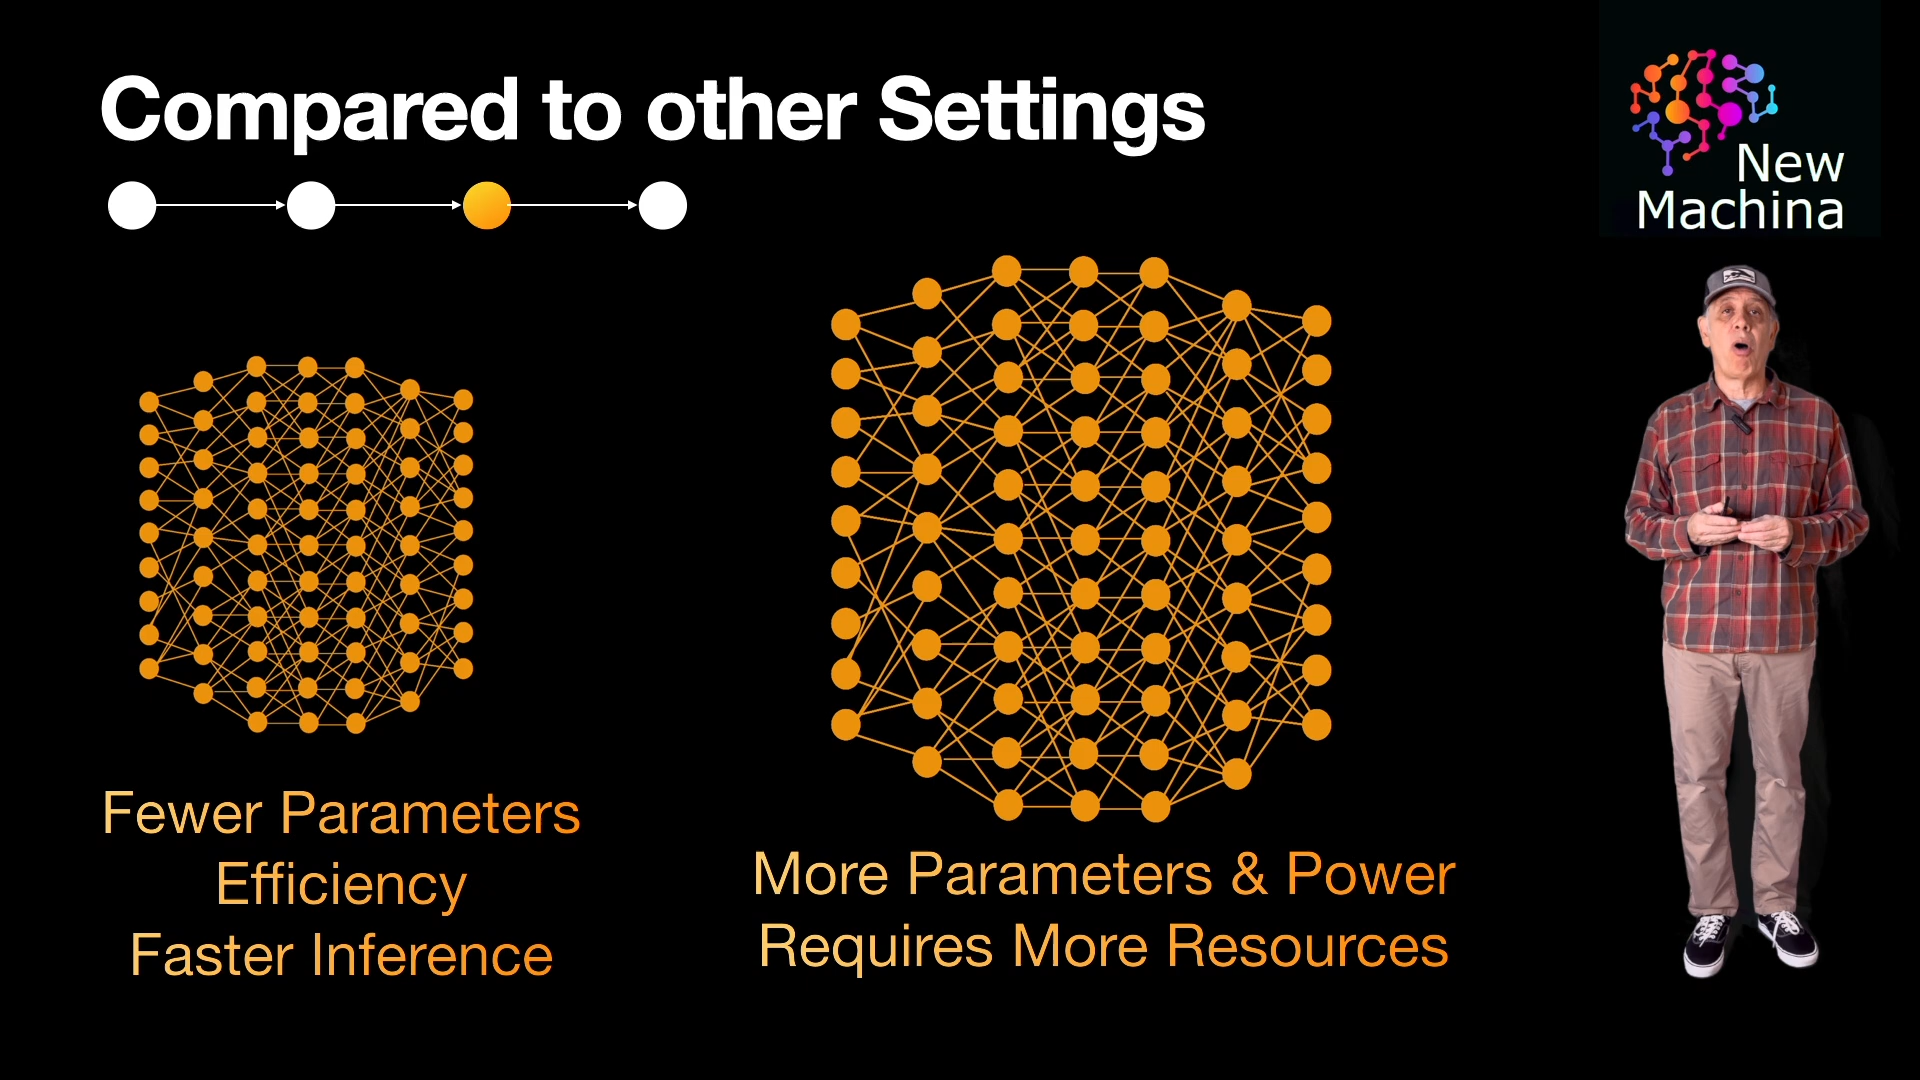 Compared to other Settings
New
Machina
Fewer Parameters
Efficiency
Faster Inference
More Parameters & Power
Requires More Resources